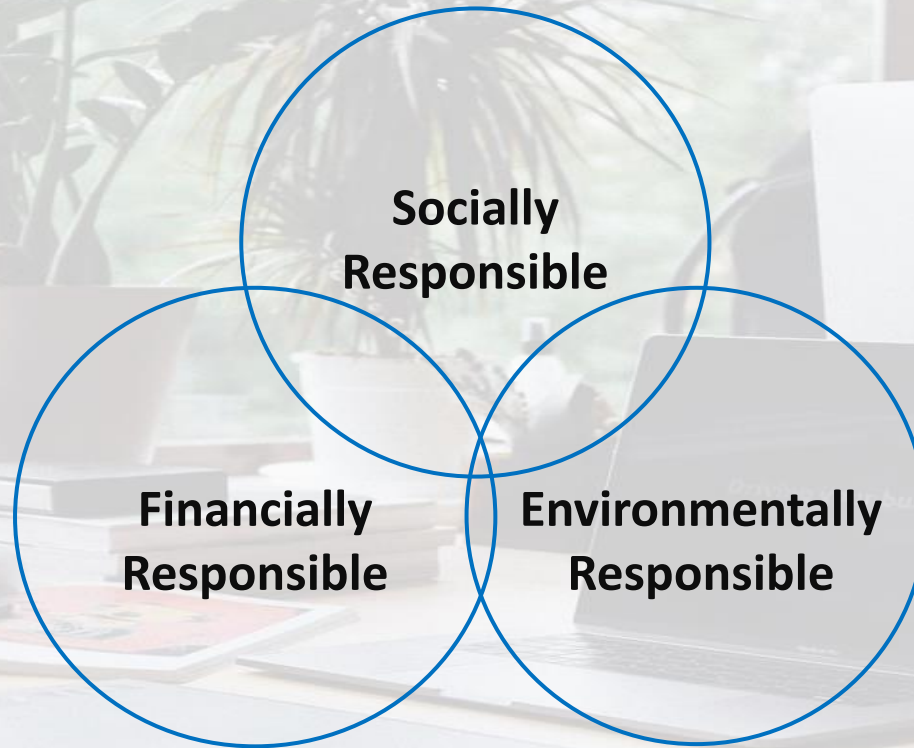 Socially
Responsible
Financially
Responsible
Environmentally
Responsible